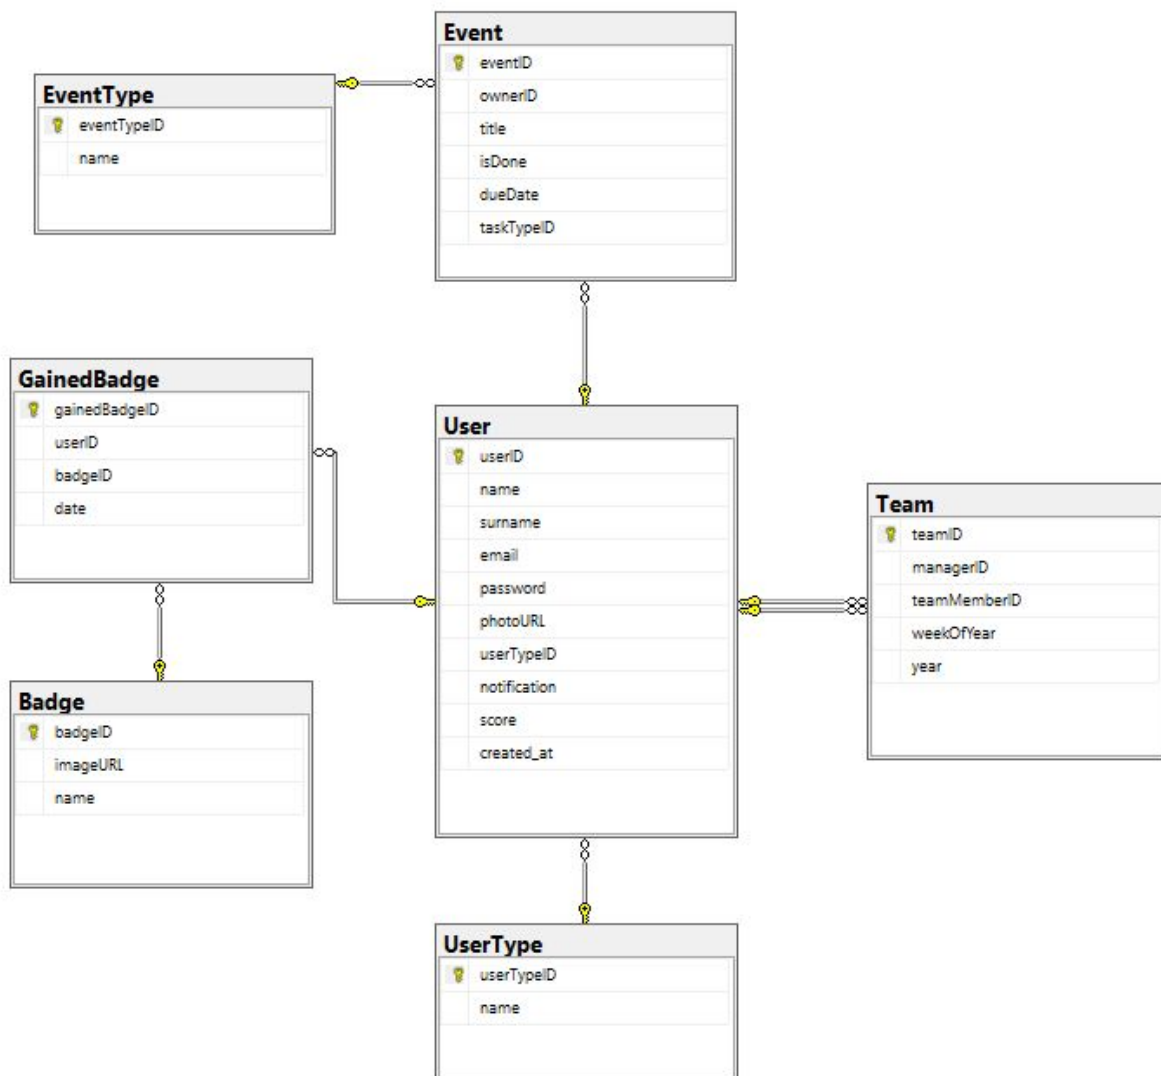 Event
eventID
ownerID
title
isDone
dueDate
taskTypeID
EventType
eventTypeID
name
GainedBadge
gainedBadgeID
userID
badgeID
date
User
userID
name
surname
email
password
photoURL
userTypeID
notification
score
created_at
Team
teamID
managerID
teamMemberID
weekOfYear
year
Badge
badgeID
imageURL
name
UserType
userTypeID
name